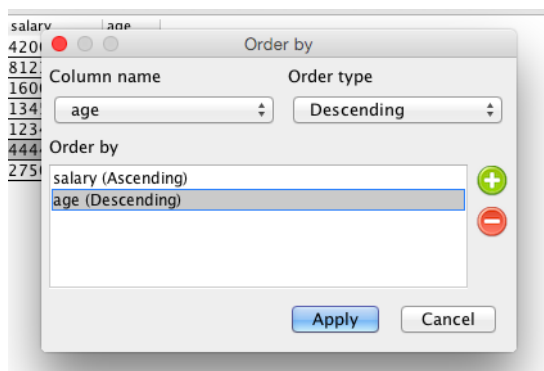 salary age
Order by
Column name Order type
age Descending
Order by
salary (Ascending)
age (Descending)
Apply Cancel